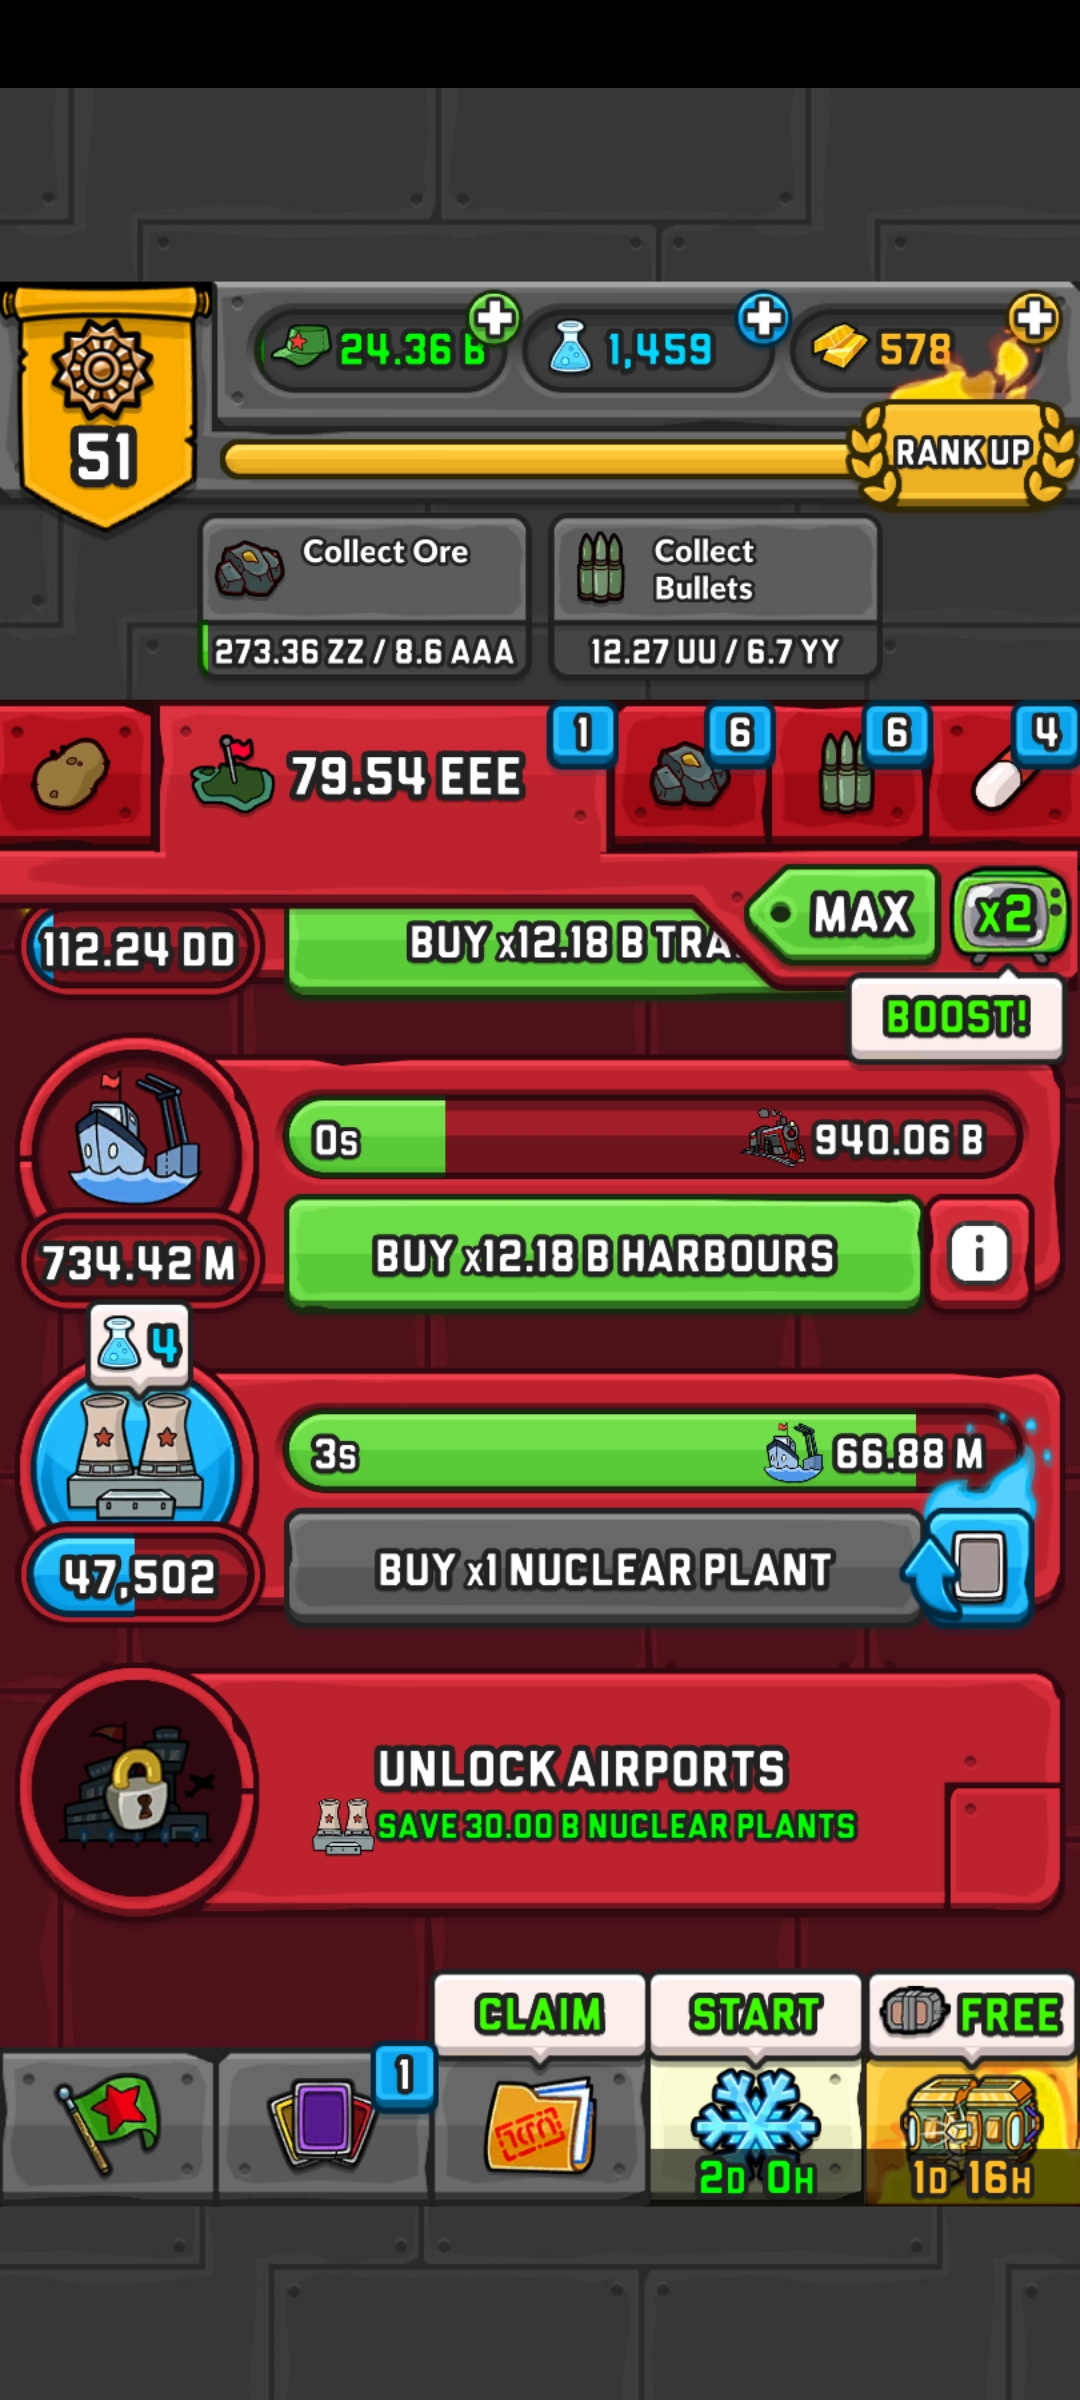 24.36 B
1,459
578
51
RANK UP
Collect Ore
Collect
Bullets
273.36 ZZ / 8.6 AAA
12.27 UU / 6.7 YY
79.54 EEE
1
6
6
4
MAX
x2
112.24 DD
BUY x12.18 B TRA
BOOST!
0s
940.06 B
734.42 M
BUY x12.18 B HARBOURS
i
4
3s
66.88 M
47,502
BUY x1 NUCLEAR PLANT
UNLOCK AIRPORTS
SAVE 30.00 B NUCLEAR PLANTS
CLAIM
START
FREE
1
2D 0H
1D 16H